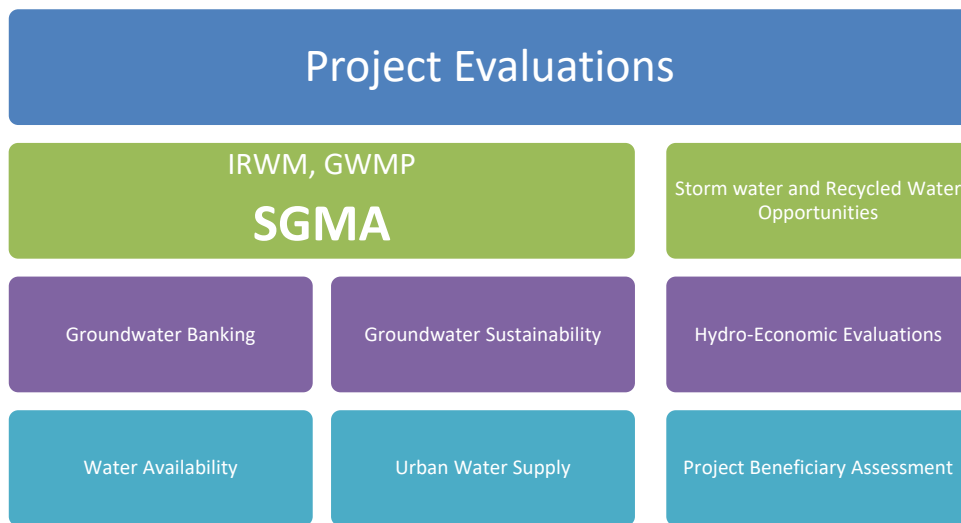 Project Evaluations
IRWM, GWMP
SGMA
Storm water and Recycled Water
Opportunities
Groundwater Banking
Groundwater Sustainability
Hydro-Economic Evaluations
Water Availability
Urban Water Supply
Project Beneficiary Assessment